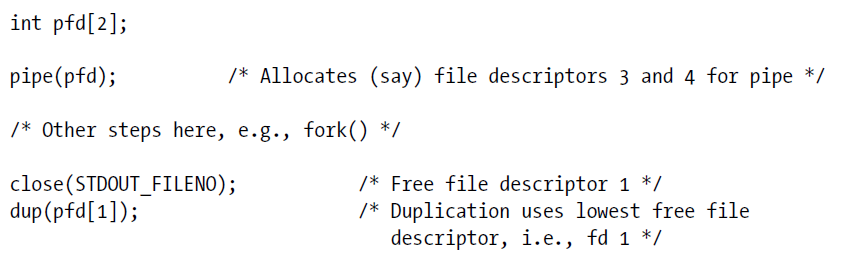 int pfd[2];
pipe(pfd); /* Allocates (say) file descriptors 3 and 4 for pipe */
/* Other steps here, e.g., fork() */
close(STDOUT_FILENO); /* Free file descriptor 1 */
dup(pfd[1]); /* Duplication uses lowest free file
descriptor, i.e., fd 1 */